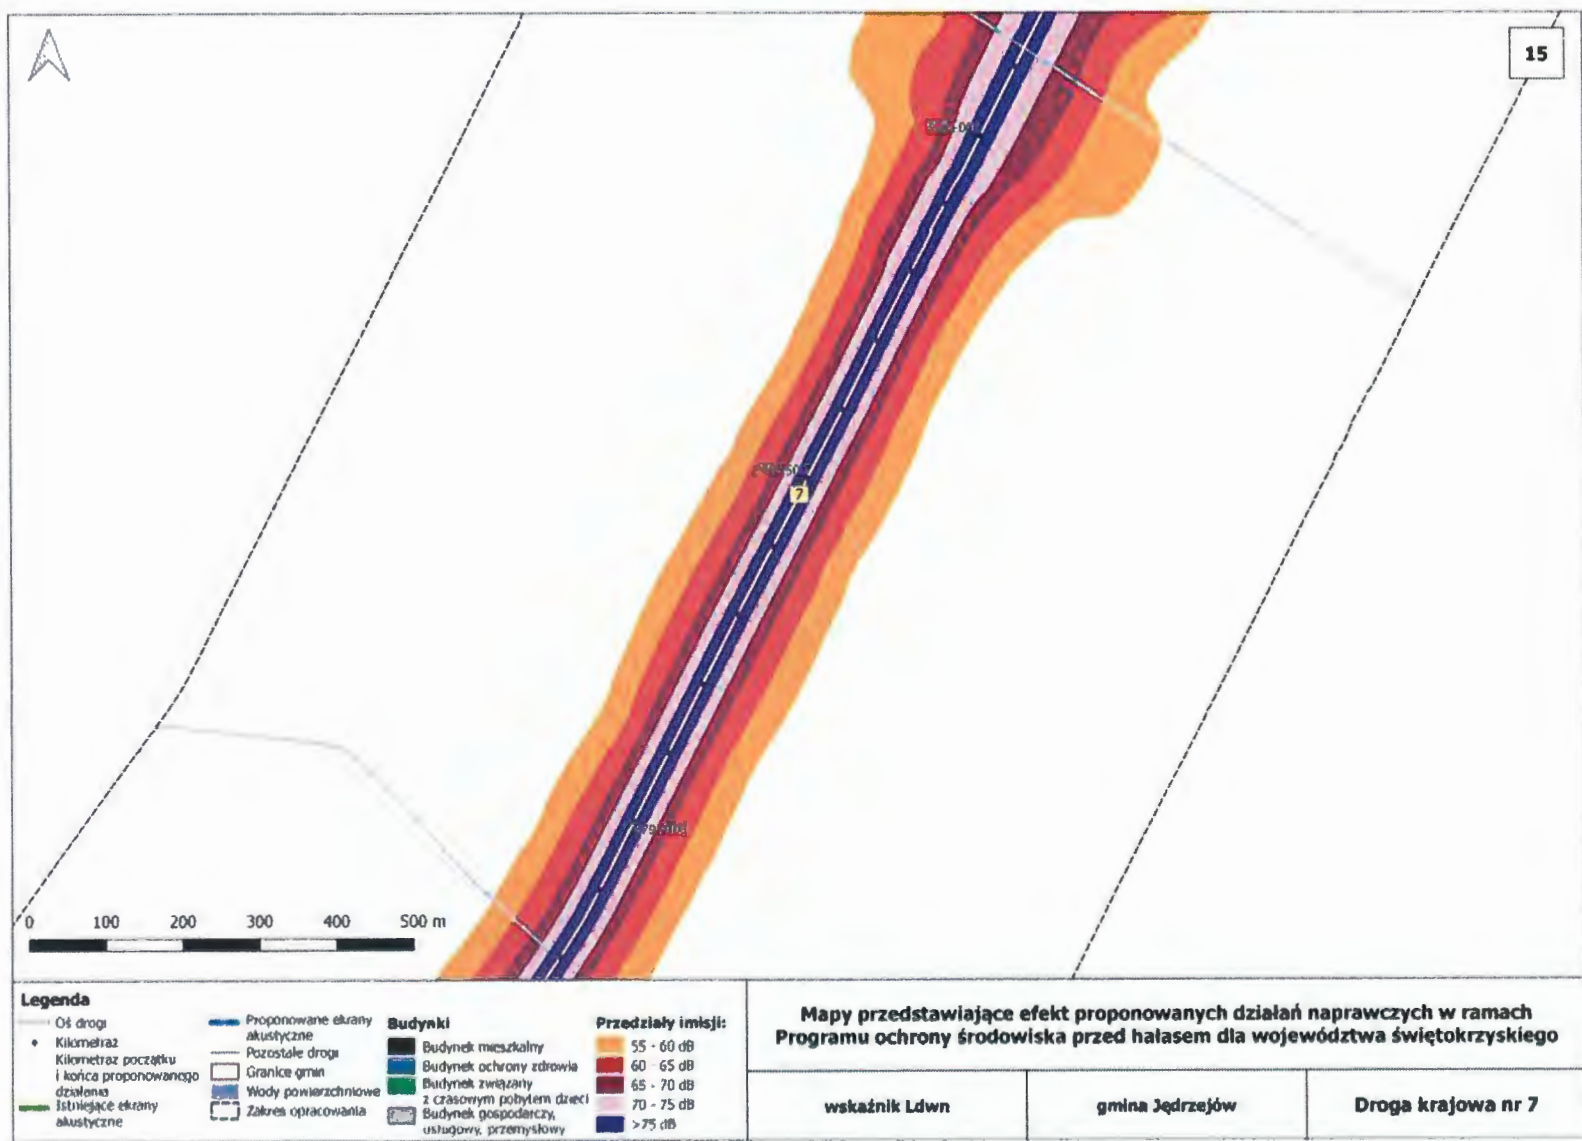 15
7
0 100 200 300 400 500 m
Legenda
Oś drogi
Kilometraż
Kilometraż początku
i końca proponowanego
działania
Istniejące ekrany
akustyczne
Proponowane ekrany
akustyczne
Pozostałe drogi
Granice gmin
Wody powierzchniowe
Zakres opracowania
Budynki
Budynek mieszkalny
Budynek ochrony zdrowia
Budynek związany
z czasowym pobytem dzieci
Budynek gospodarczy,
usługowy, przemysłowy
Przedziały imisji:
55 - 60 dB
60 - 65 dB
65 - 70 dB
70 - 75 dB
>75 dB
Mapy przedstawiające efekt proponowanych działań naprawczych w ramach
Programu ochrony środowiska przed hałasem dla województwa świętokrzyskiego
wskaźnik Ldwn
gmina Jędrzejów
Droga krajowa nr 7